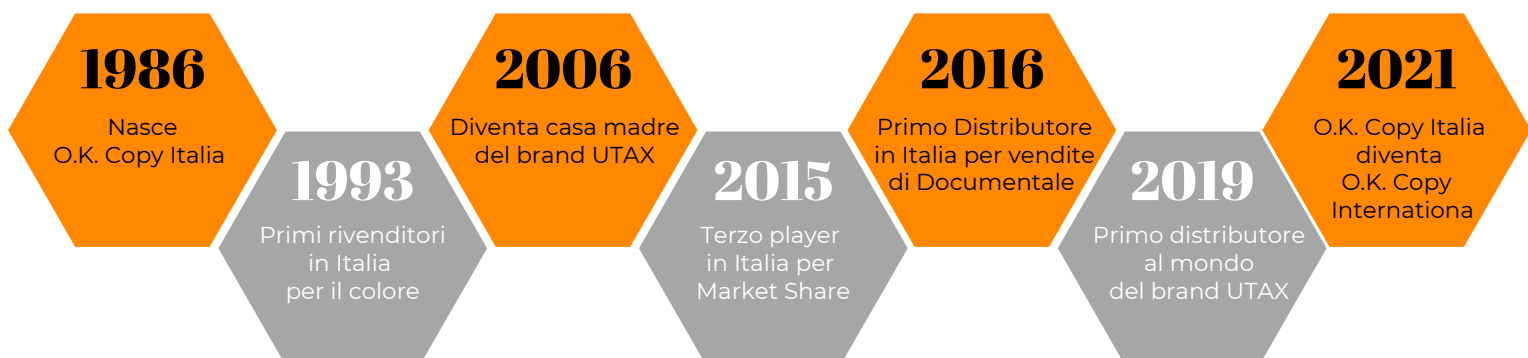 1986
Nasce
O.K. Copy Italia
1993
Primi rivenditori
in Italia
per il colore
2006
Diventa casa madre
del brand UTAX
2015
Terzo player
in Italia per
Market Share
2016
Primo Distributore
in Italia per vendite
di Documentale
2019
Primo distributore
al mondo
del brand UTAX
2021
O.K. Copy Italia
diventa
O.K. Copy
Internationa